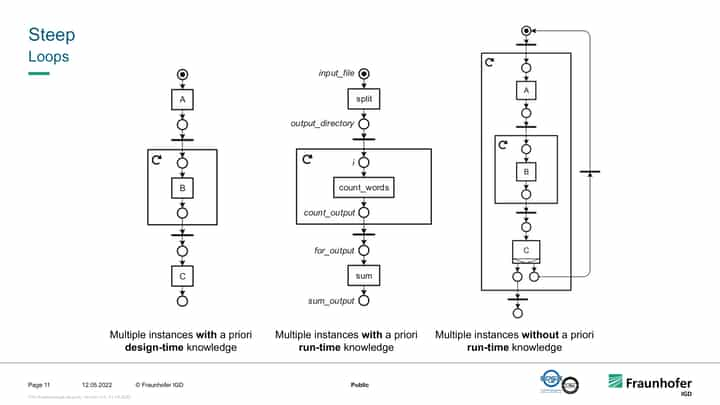 Steep
Loops
A
B
C
input_file
split
output_directory
i
count_words
count_output
for_output
sum
sum_output
A
B
C
Multiple instances with a priori
design-time knowledge
Multiple instances with a priori
run-time knowledge
Multiple instances without a priori
run-time knowledge
Page 11
12.05.2022
© Fraunhofer IGD
Public
Fraunhofer
IGD